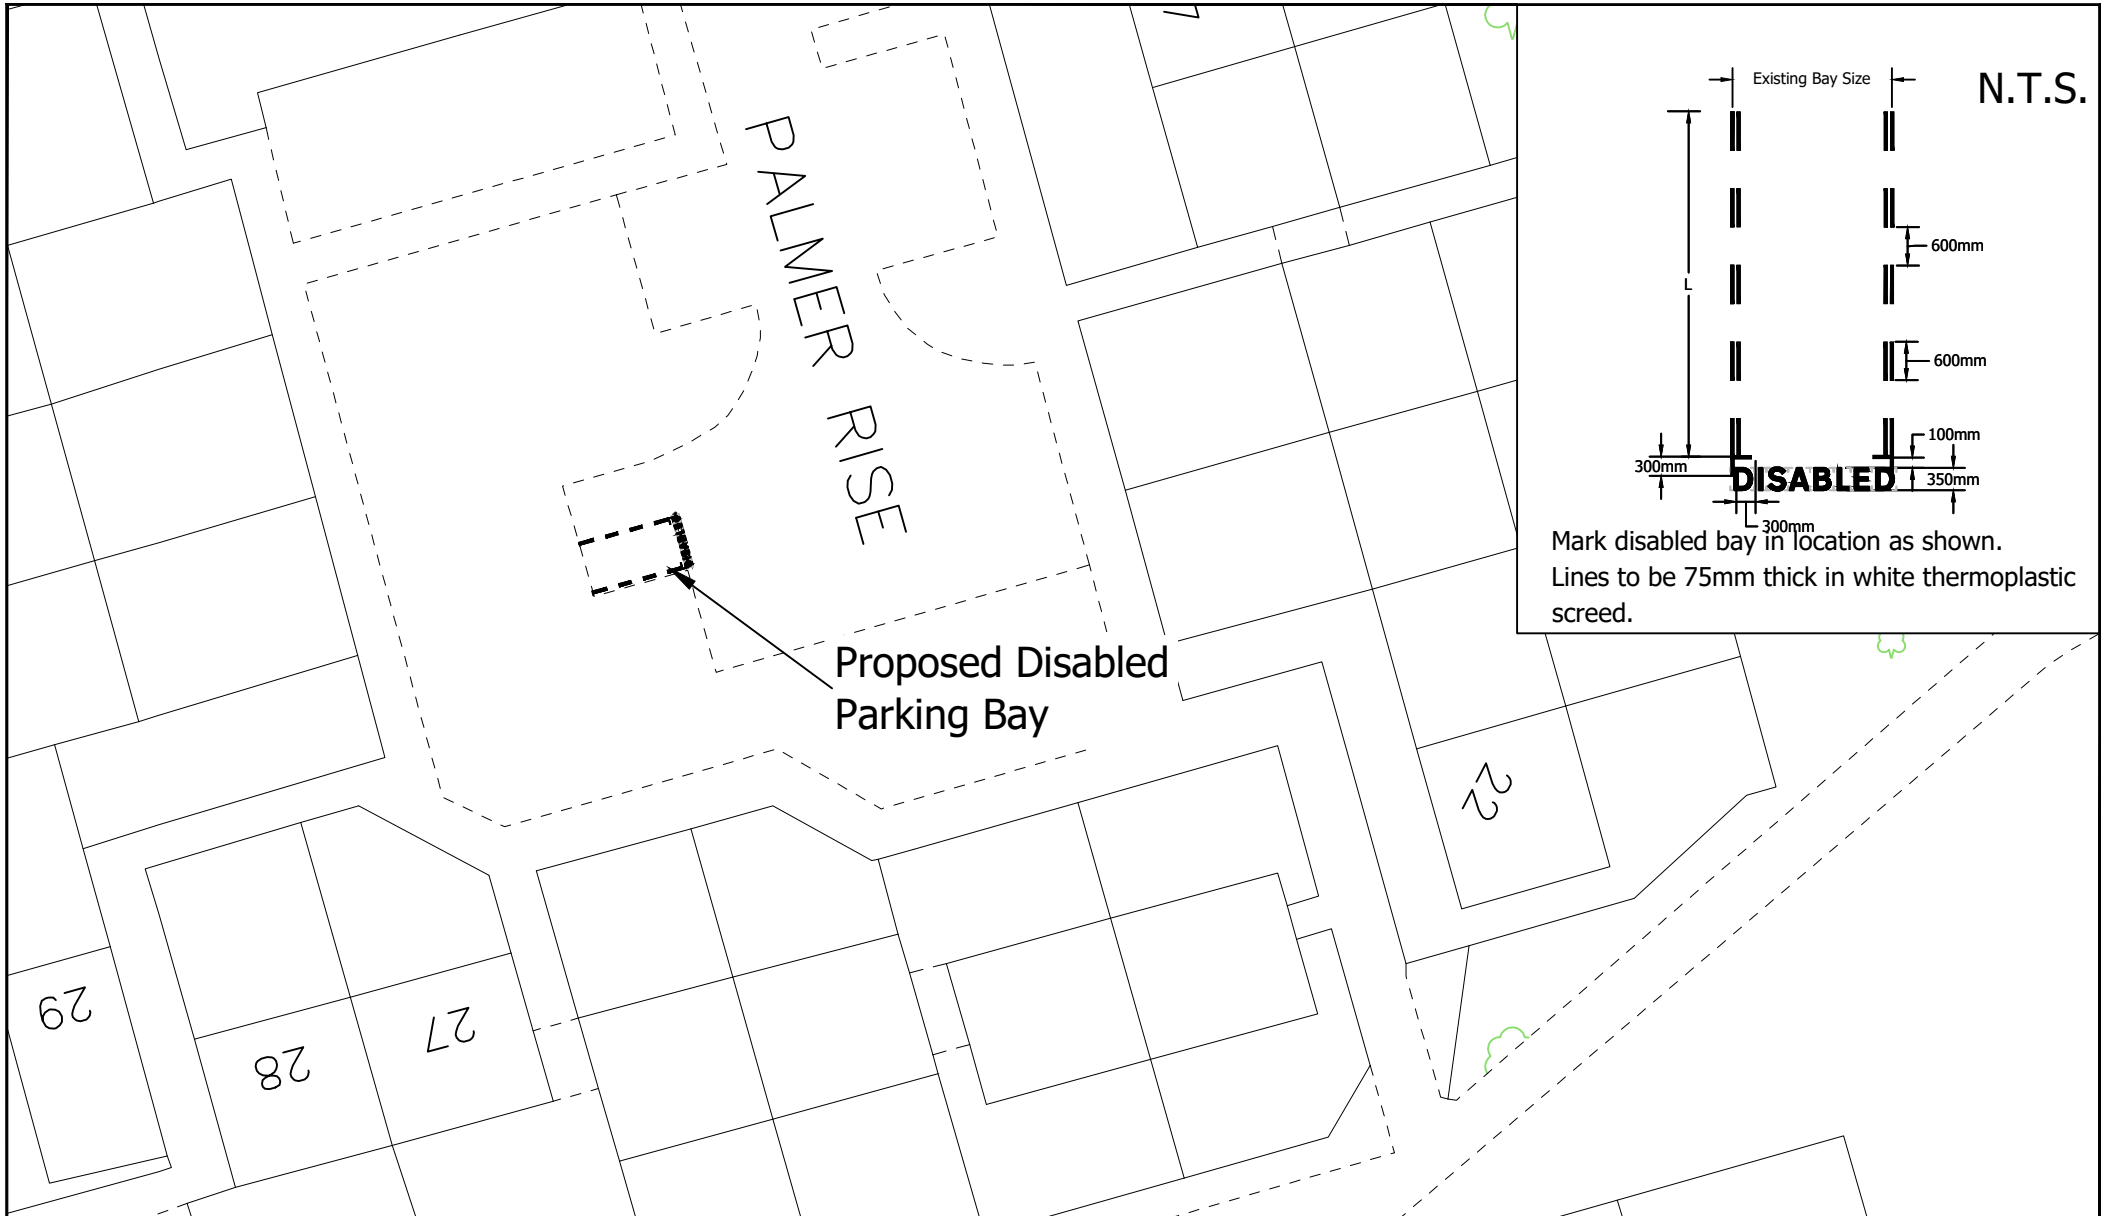 7
PALMER RISE
Proposed Disabled
Parking Bay
22
29
28
27
Existing Bay Size
N.T.S.
L
600mm
600mm
100mm
300mm
350mm
DISABLED
300mm
Mark disabled bay in location as shown.
Lines to be 75mm thick in white thermoplastic
screed.